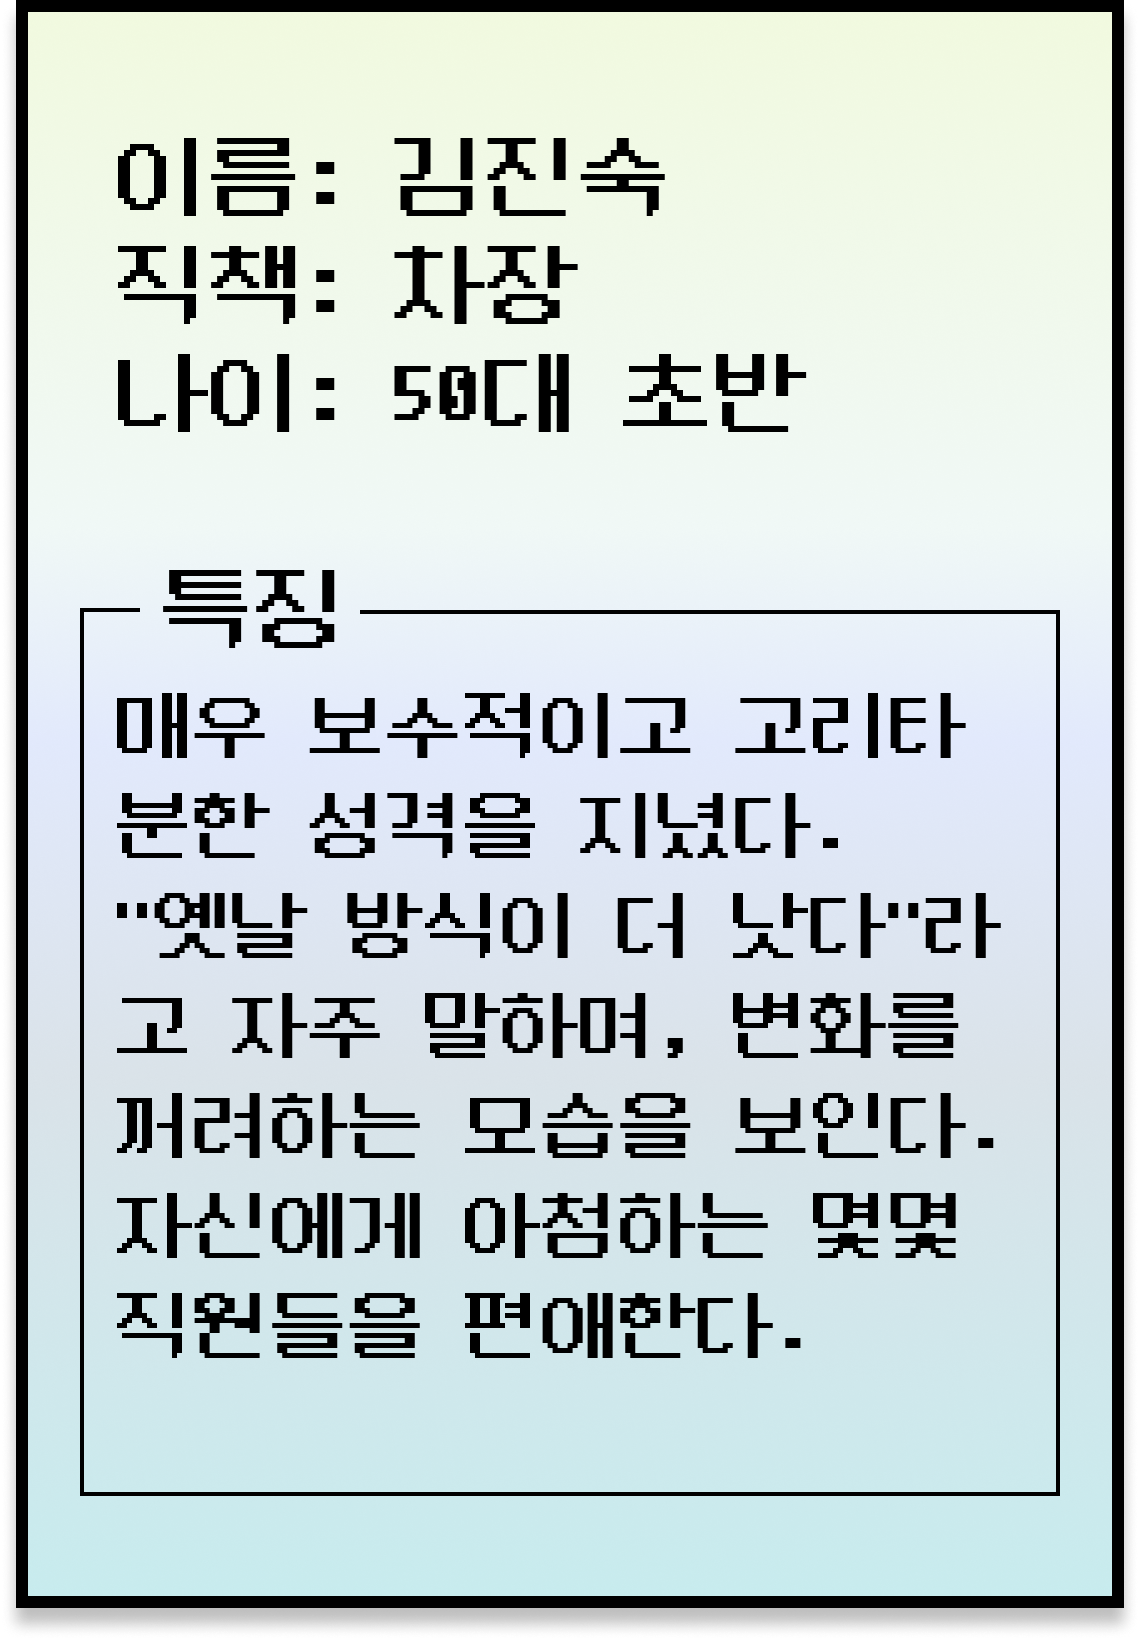 이름: 김진숙
직책: 차장
나이: 50대 초반
특징
매우 보수적이고 고리타
분한 성격을 지녔다.
"옛날 방식이 더 낫다"라
고 자주 말하며, 변화를
꺼려하는 모습을 보인다.
자신에게 아첨하는 몇몇
직원들을 편애한다.